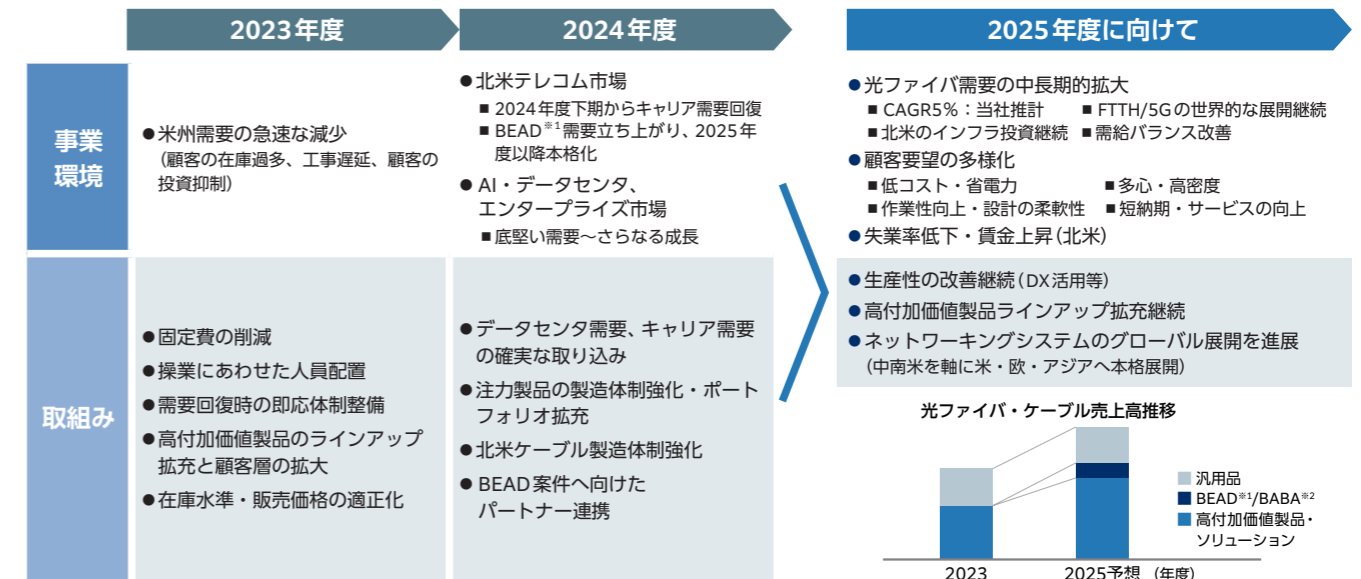 2023年度
2024年度
2025年度に向けて
事業
環境
●米州需要の急速な減少
（顧客の在庫過多、工事遅延、顧客の
投資抑制）
●北米テレコム市場
■2024年度下期からキャリア需要回復
■BEAD※1需要立ち上がり、2025年
度以降本格化
●AI・データセンタ、
エンタープライズ市場
■底堅い需要〜さらなる成長
●光ファイバ需要の中長期的拡大
■CAGR5％：当社推計 ■FTTH/5Gの世界的な展開継続
■北米のインフラ投資継続 ■需給バランス改善
●顧客要望の多様化
■低コスト・省電力 ■多心・高密度
■作業性向上・設計の柔軟性 ■短納期・サービスの向上
●失業率低下・賃金上昇（北米）
取組み
●固定費の削減
●操業にあわせた人員配置
●需要回復時の即応体制整備
●高付加価値製品のラインアップ
拡充と顧客層の拡大
●在庫水準・販売価格の適正化
●データセンタ需要、キャリア需要
の確実な取り込み
●注力製品の製造体制強化・ポート
フォリオ拡充
●北米ケーブル製造体制強化
●BEAD案件へ向けた
パートナー連携
●生産性の改善継続（DX活用等）
●高付加価値製品ラインアップ拡充継続
●ネットワーキングシステムのグローバル展開を進展
（中南米を軸に米・欧・アジアへ本格展開）
光ファイバ・ケーブル売上高推移
汎用品
BEAD※1/BABA※2
高付加価値製品・
ソリューション
2023 2025予想 （年度）